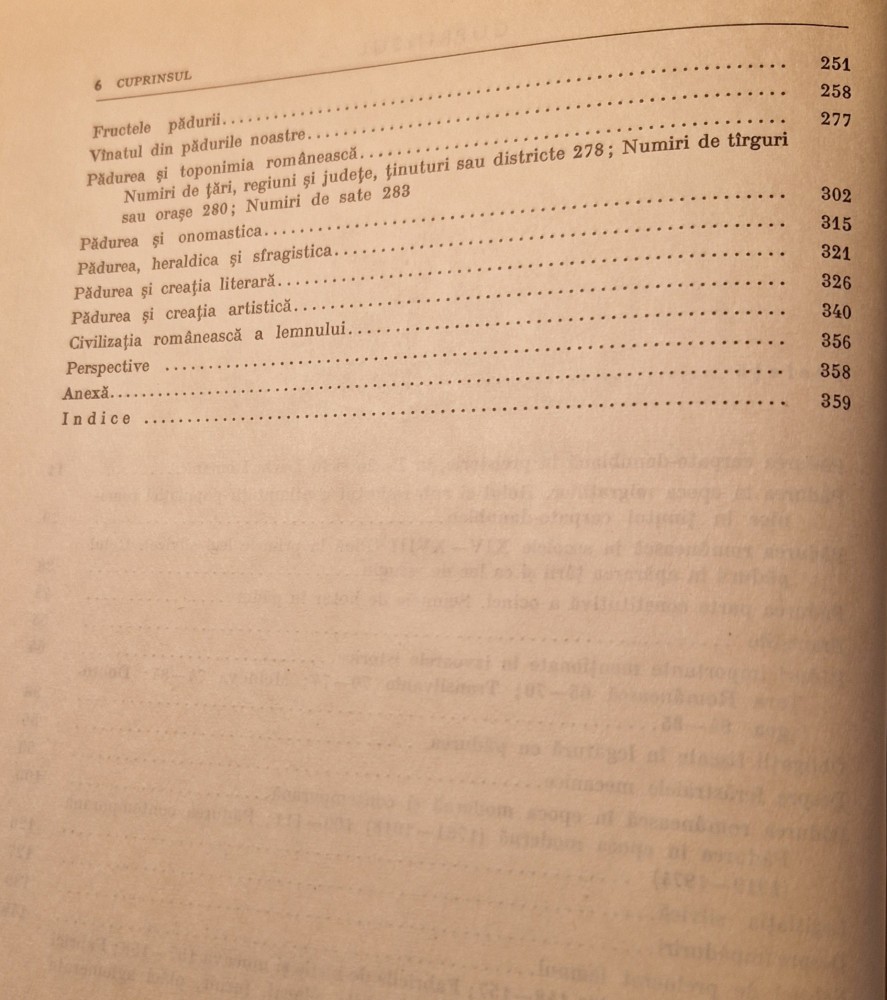 6 CUPRINSUL
Fructele pădurii........................................ 251
Vînatul din pădurile noastre........................................ 258
Pădurea și toponimia românească........................................ 277
Numiri de țări, regiuni și județe, ținuturi sau districte 278; Numiri de tîrguri
sau orașe 280; Numiri de sate 283
Pădurea și onomastica........................................ 302
Pădurea, heraldica și sfragistica........................................ 315
Pădurea și creația literară........................................ 321
Pădurea și creația artistică........................................ 326
Civilizația românească a lemnului........................................ 340
Perspective ........................................ 356
Anexă........................................ 358
Indice ........................................ 359